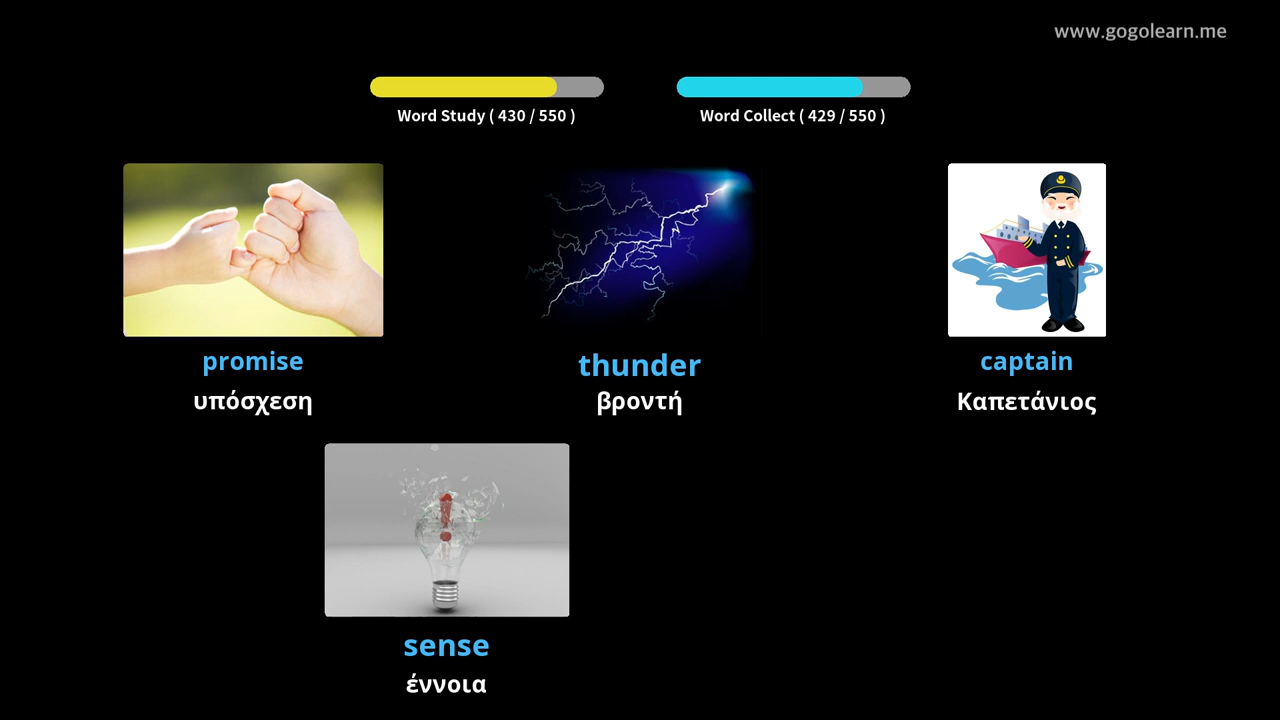 www.gogolearn.me
Word Study ( 430 / 550 )
Word Collect ( 429 / 550 )
promise
υπόσχεση
thunder
βροντή
captain
Καπετάνιος
sense
έννοια